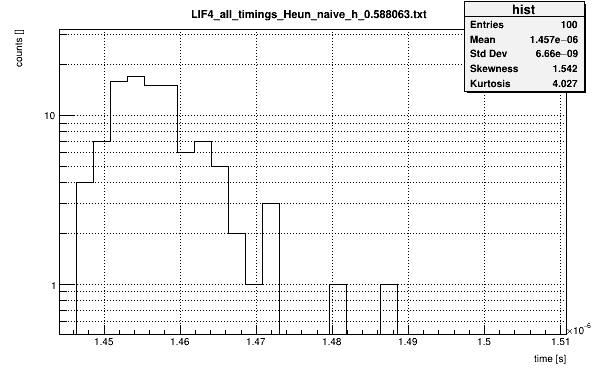 LIF4_all_timings_Heun_naive_h_0.588063.txt
hist
Entries 100
Mean 1.457e−06
Std Dev 6.66e−09
Skewness 1.542
Kurtosis 4.027
counts []
10
1
1.45 1.46 1.47 1.48 1.49 1.5 1.51
×10⁻⁶
time [s]